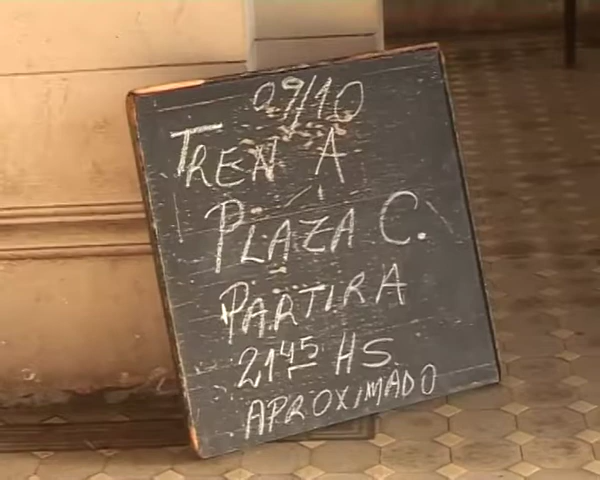 09/10
TREN A
PLAZA C.
PARTIRA
21 45 HS
APROXIMADO